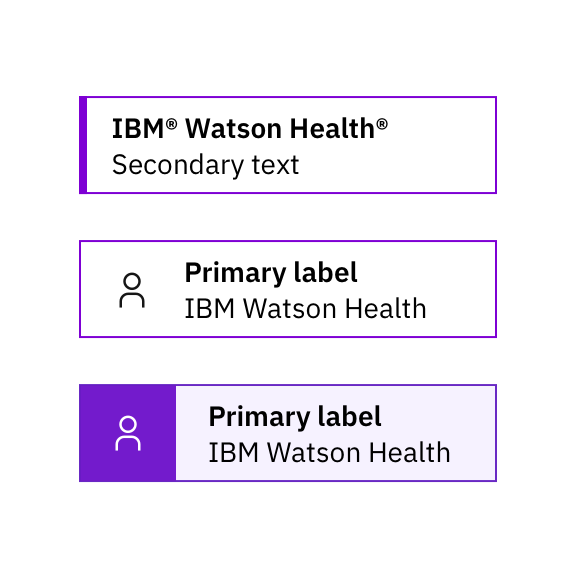 IBM® Watson Health®
Secondary text
Primary label
IBM Watson Health
Primary label
IBM Watson Health